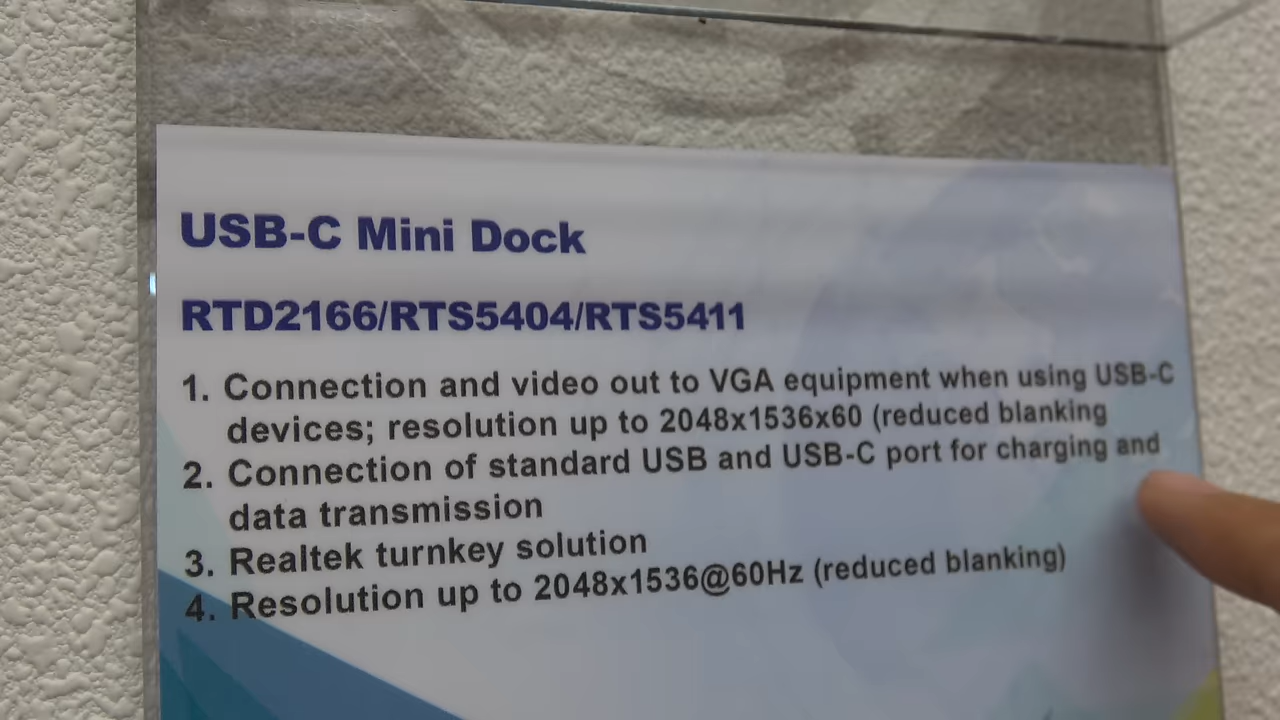 USB-C Mini Dock
RTD2166/RTS5404/RTS5411
1. Connection and video out to VGA equipment when using USB-C
devices; resolution up to 2048x1536x60 (reduced blanking
2. Connection of standard USB and USB-C port for charging and
data transmission
3. Realtek turnkey solution
4. Resolution up to 2048x1536@60Hz (reduced blanking)